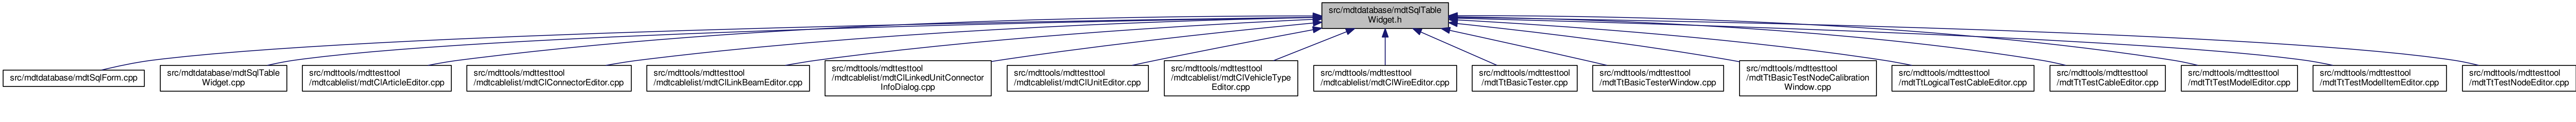 src/mdtdatabase/mdtSqlTable
Widget.h
src/mdtdatabase/mdtSqlForm.cpp
src/mdtdatabase/mdtSqlTable
Widget.cpp
src/mdttools/mdttesttool
/mdtcablelist/mdtClArticleEditor.cpp
src/mdttools/mdttesttool
/mdtcablelist/mdtClConnectorEditor.cpp
src/mdttools/mdttesttool
/mdtcablelist/mdtClLinkBeamEditor.cpp
src/mdttools/mdttesttool
/mdtcablelist/mdtClLinkedUnitConnector
InfoDialog.cpp
src/mdttools/mdttesttool
/mdtcablelist/mdtClUnitEditor.cpp
src/mdttools/mdttesttool
/mdtcablelist/mdtClVehicleType
Editor.cpp
src/mdttools/mdttesttool
/mdtcablelist/mdtClWireEditor.cpp
src/mdttools/mdttesttool
/mdtTtBasicTester.cpp
src/mdttools/mdttesttool
/mdtTtBasicTesterWindow.cpp
src/mdttools/mdttesttool
/mdtTtBasicTestNodeCalibration
Window.cpp
src/mdttools/mdttesttool
/mdtTtLogicalTestCableEditor.cpp
src/mdttools/mdttesttool
/mdtTtTestCableEditor.cpp
src/mdttools/mdttesttool
/mdtTtTestModelEditor.cpp
src/mdttools/mdttesttool
/mdtTtTestModelItemEditor.cpp
src/mdttools/mdttesttool
/mdtTtTestNodeEditor.cpp